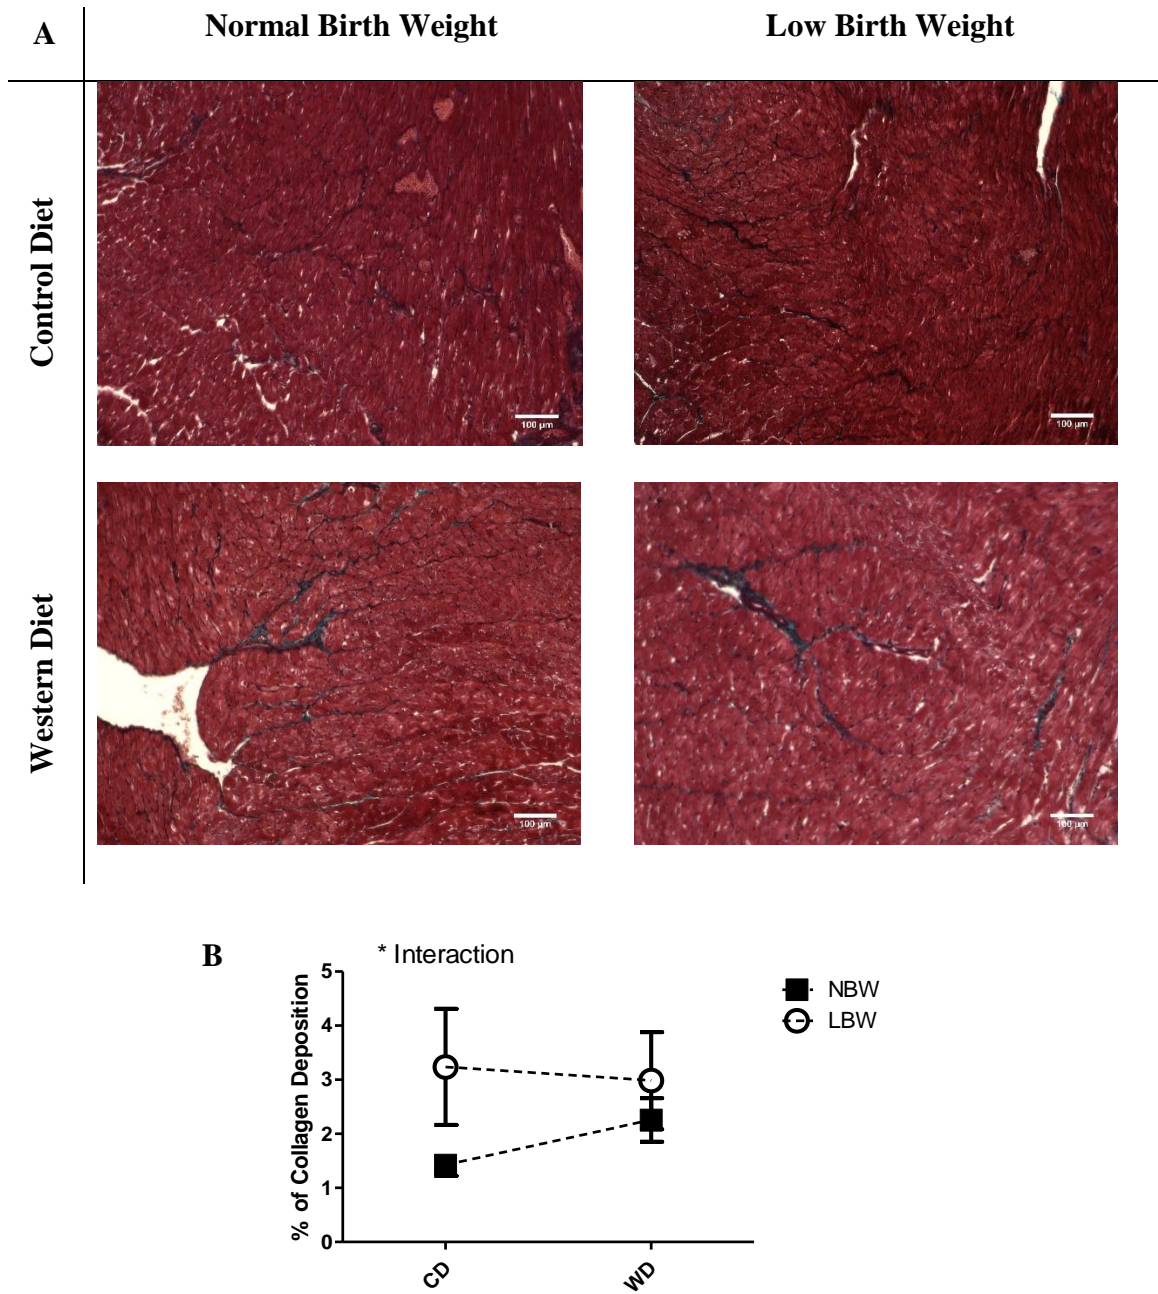 A
Normal Birth Weight
Low Birth Weight
Control Diet
100 µm
100 µm
Western Diet
100 µm
100 µm
B
* Interaction
% of Collagen Deposition
5
4
3
2
1
0
CD
WD
NBW
LBW